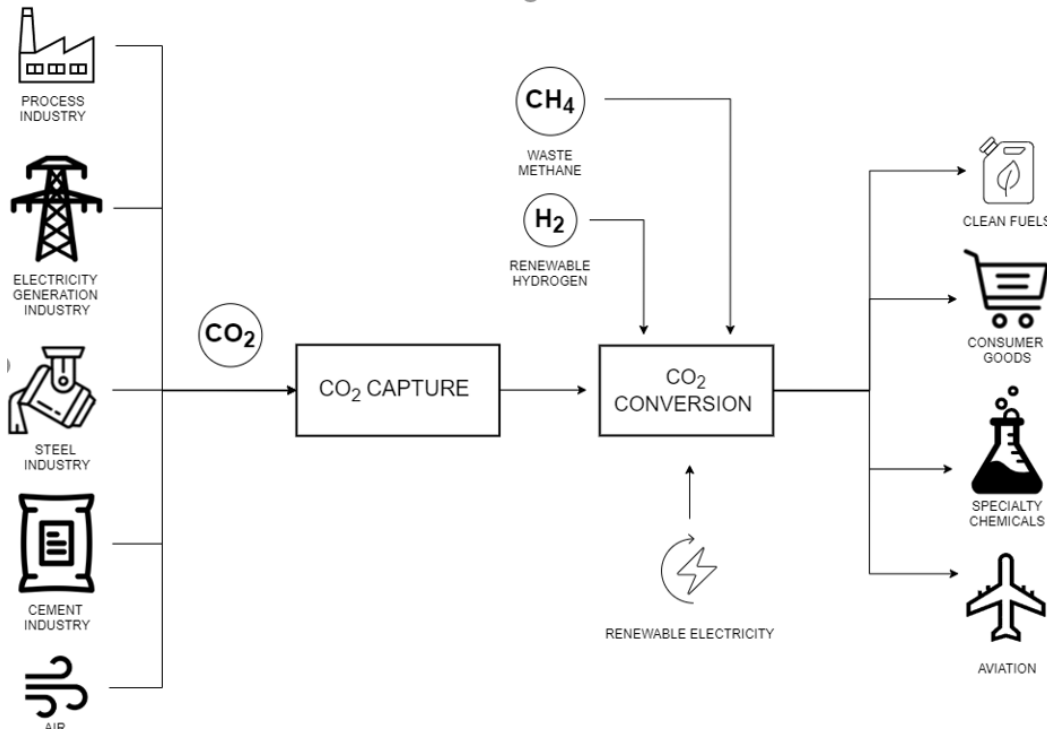 PROCESS
INDUSTRY
ELECTRICITY
GENERATION
INDUSTRY
STEEL
INDUSTRY
CEMENT
INDUSTRY
AIR
CO₂
CO₂ CAPTURE
CH₄
WASTE
METHANE
H₂
RENEWABLE
HYDROGEN
CO₂
CONVERSION
RENEWABLE ELECTRICITY
CLEAN FUELS
CONSUMER
GOODS
SPECIALTY
CHEMICALS
AVIATION